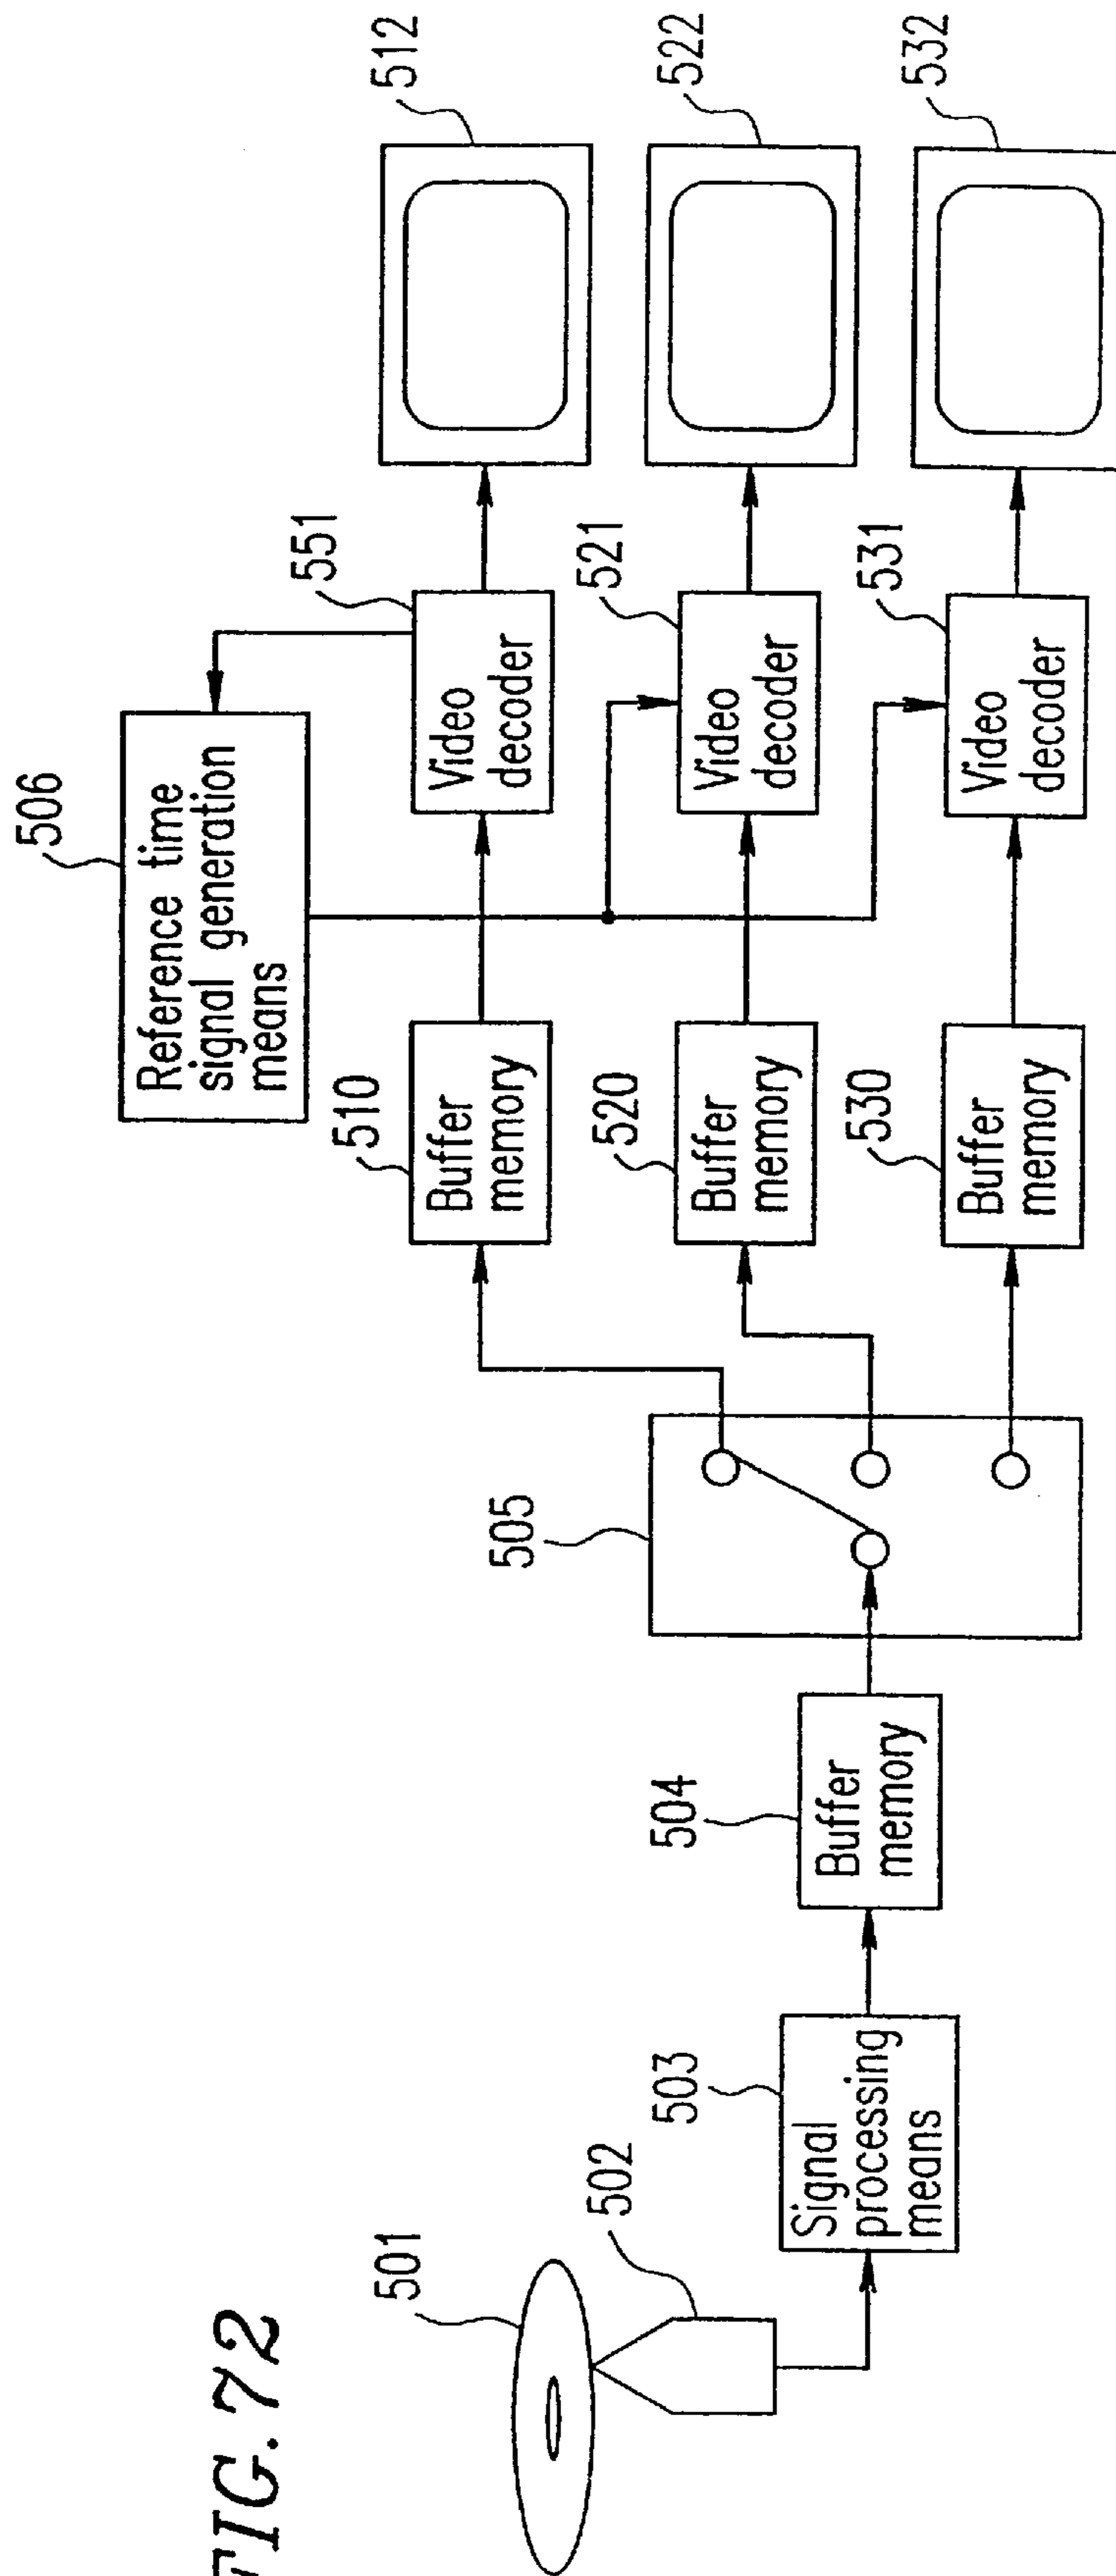 FIG. 72
501
502
503
Signal
processing
means
504
Buffer
memory
505
506
Reference time
signal generation
means
510
Buffer
memory
551
Video
decoder
512
520
Buffer
memory
521
Video
decoder
522
530
Buffer
memory
531
Video
decoder
532